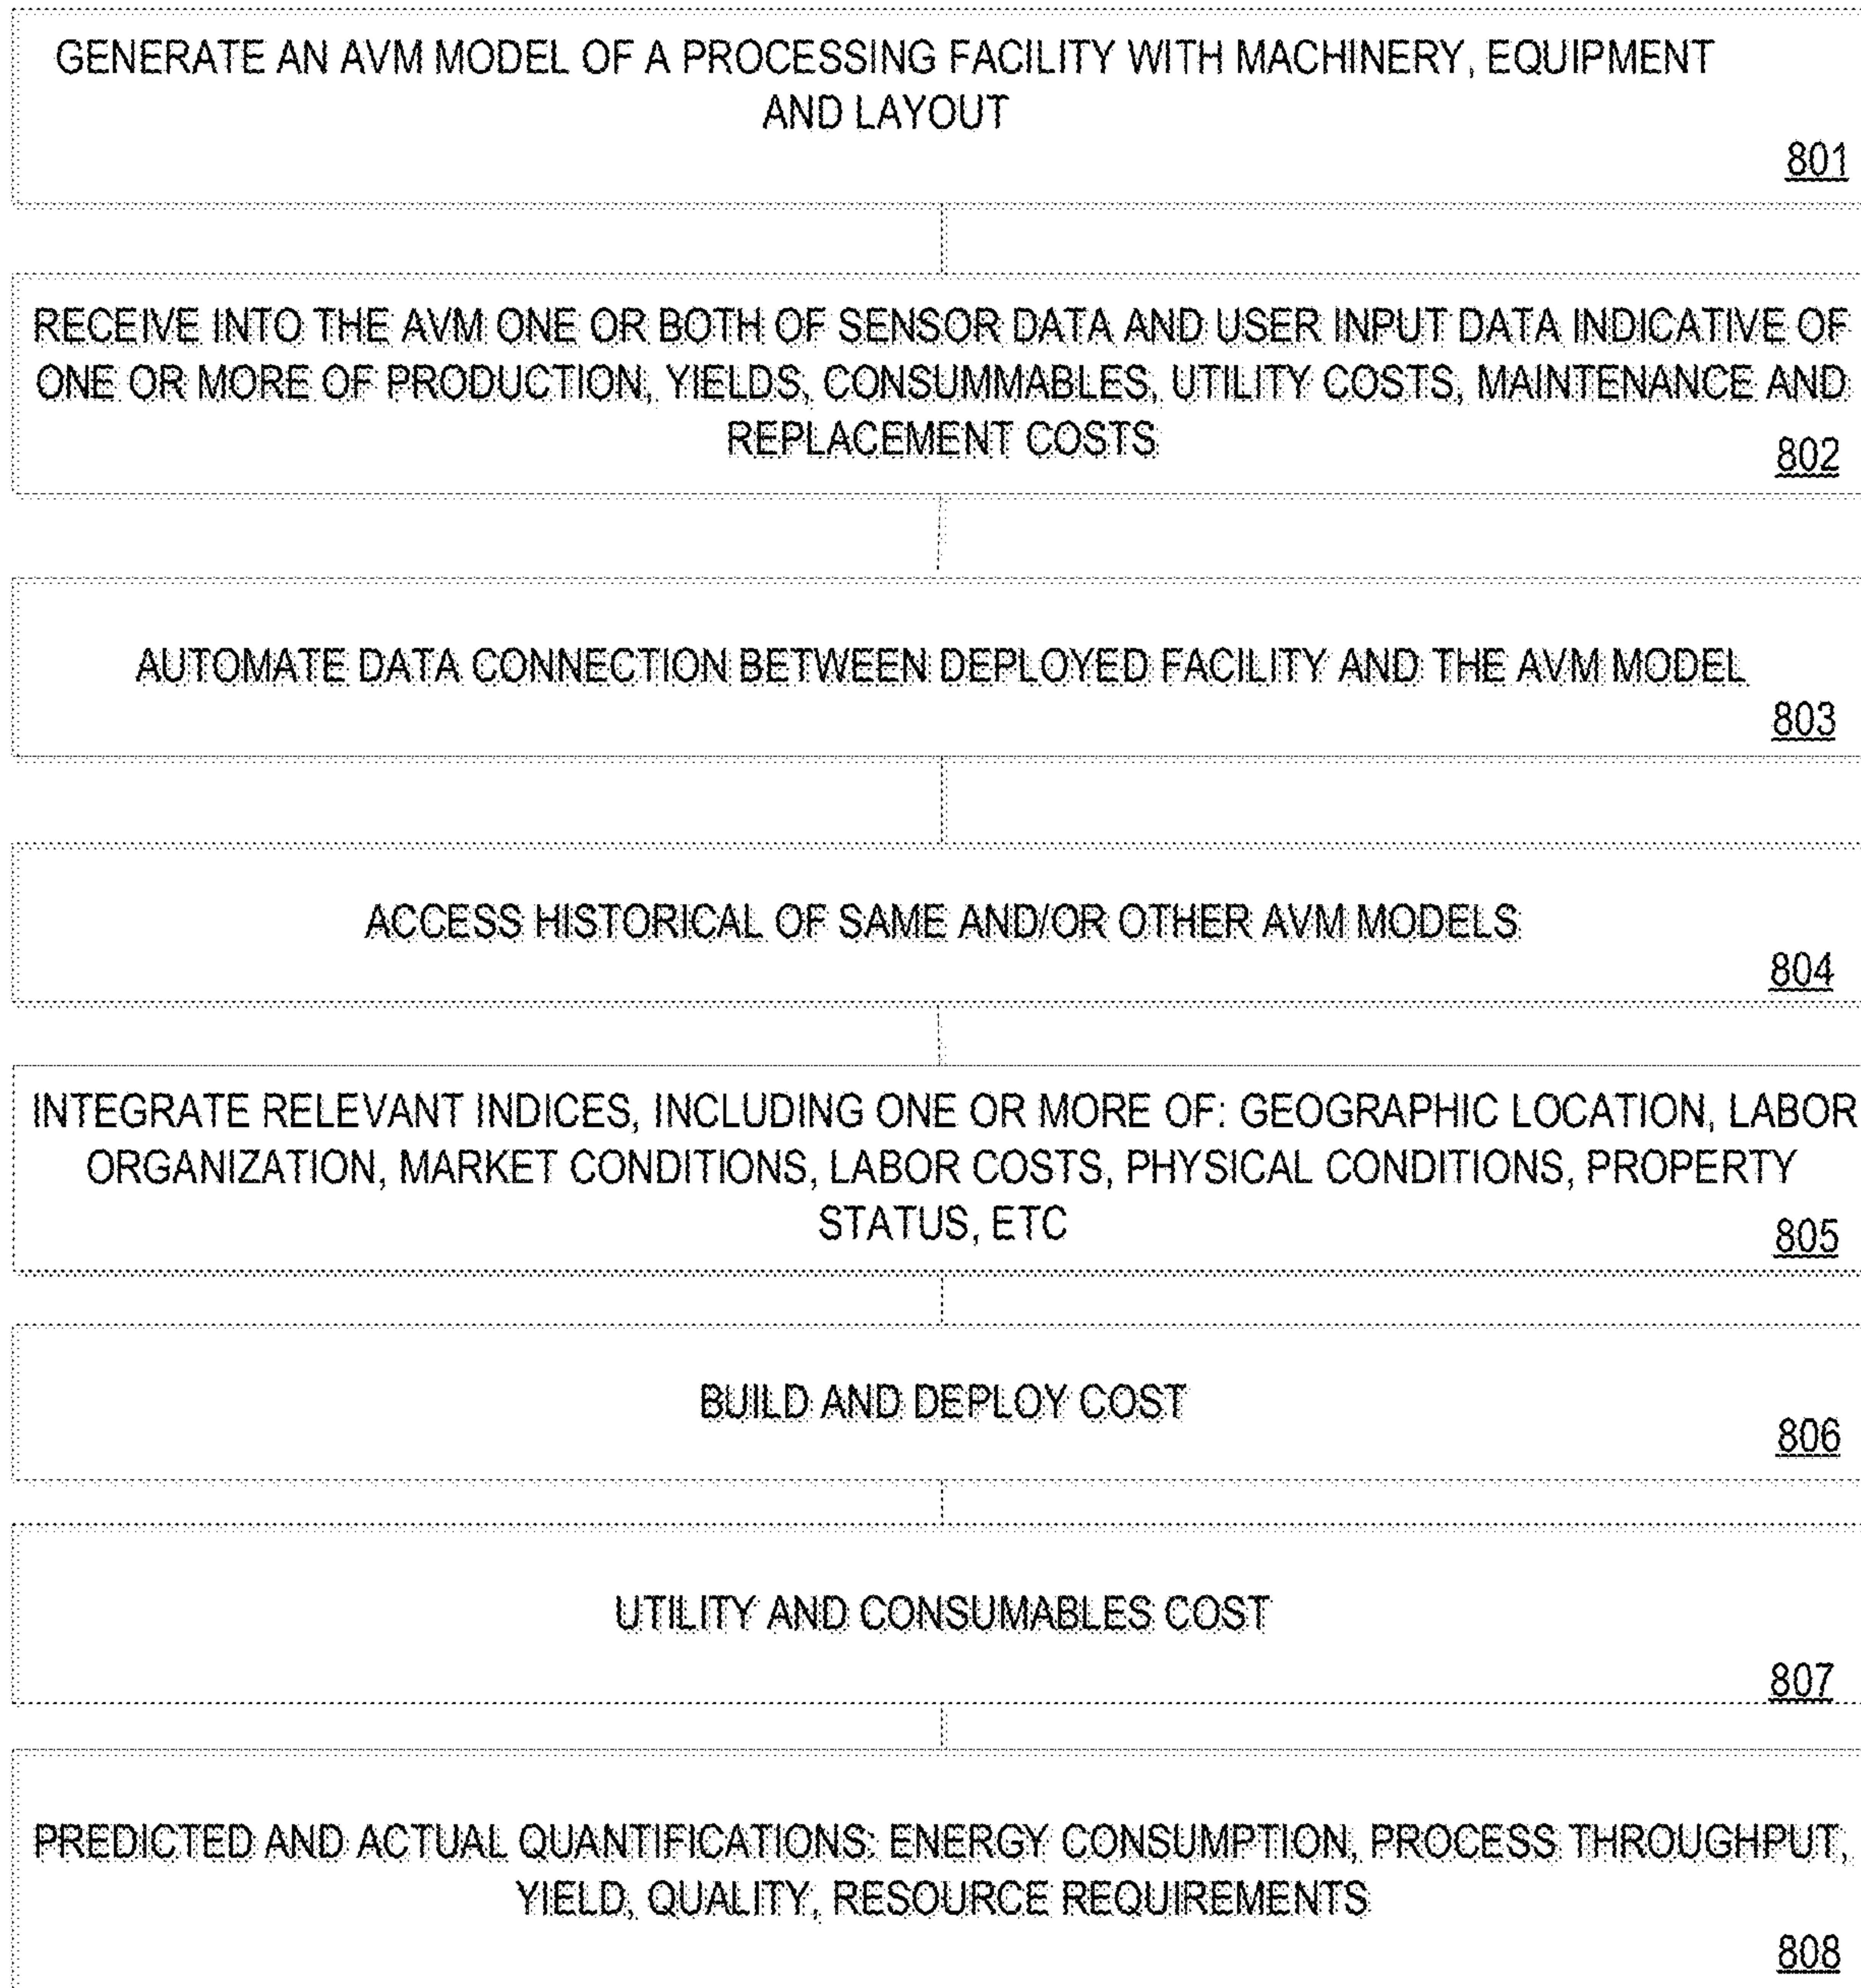 GENERATE AN AVM MODEL OF A PROCESSING FACILITY WITH MACHINERY, EQUIPMENT
AND LAYOUT
801
RECEIVE INTO THE AVM ONE OR BOTH OF SENSOR DATA AND USER INPUT DATA INDICATIVE OF
ONE OR MORE OF PRODUCTION, YIELDS, CONSUMMABLES, UTILITY COSTS, MAINTENANCE AND
REPLACEMENT COSTS
802
AUTOMATE DATA CONNECTION BETWEEN DEPLOYED FACILITY AND THE AVM MODEL
803
ACCESS HISTORICAL OF SAME AND/OR OTHER AVM MODELS
804
INTEGRATE RELEVANT INDICES, INCLUDING ONE OR MORE OF: GEOGRAPHIC LOCATION, LABOR
ORGANIZATION, MARKET CONDITIONS, LABOR COSTS, PHYSICAL CONDITIONS, PROPERTY
STATUS, ETC
805
BUILD AND DEPLOY COST
806
UTILITY AND CONSUMABLES COST
807
PREDICTED AND ACTUAL QUANTIFICATIONS: ENERGY CONSUMPTION, PROCESS THROUGHPUT,
YIELD, QUALITY, RESOURCE REQUIREMENTS
808